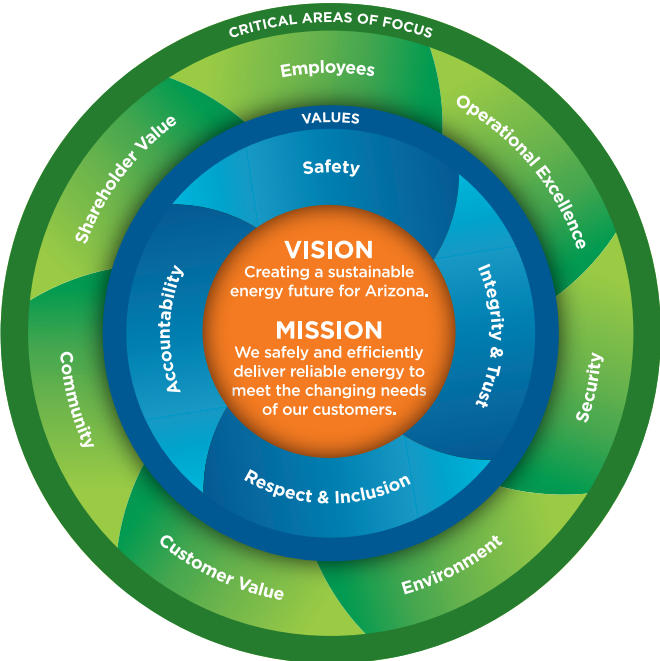 CRITICAL AREAS OF FOCUS
Employees
Operational Excellence
Security
Environment
Customer Value
Community
Shareholder Value
VALUES
Safety
Integrity & Trust
Respect & Inclusion
Accountability
VISION
Creating a sustainable
energy future for Arizona.
MISSION
We safely and efficiently
deliver reliable energy to
meet the changing needs
of our customers.